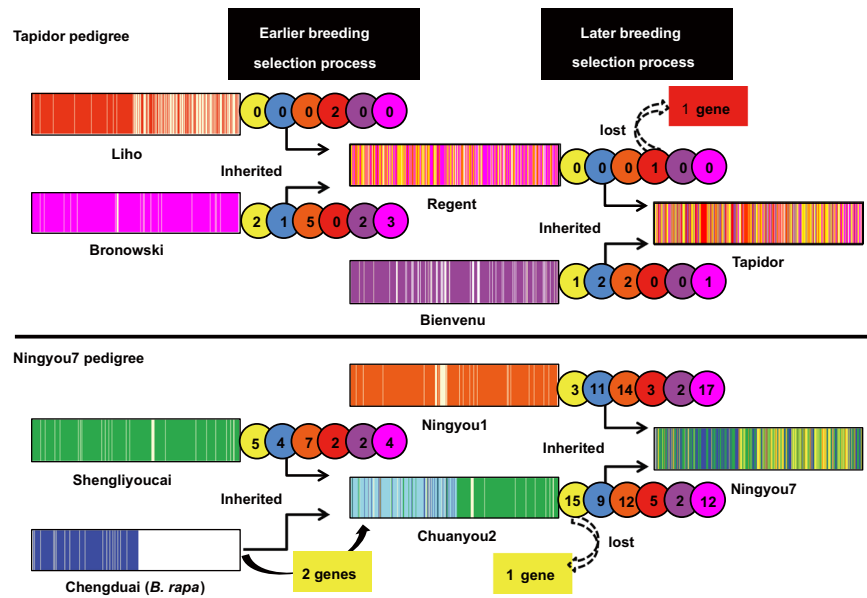 Tapidor pedigree
Earlier breeding
selection process
Later breeding
selection process
0 0 0 2 0 0
1 gene
lost
Liho
Inherited
0 0 0 1 0 0
Regent
2 1 5 0 2 3
Bronowski
Inherited
Tapidor
1 2 2 0 0 1
Bienvenu
Ningyou7 pedigree
3 11 14 3 2 17
Ningyou1
5 4 7 2 2 4
Inherited
Shengliyoucai
Inherited
Ningyou7
15 9 12 5 2 12
Chuanyou2
lost
2 genes
1 gene
Chengduai (B. rapa)